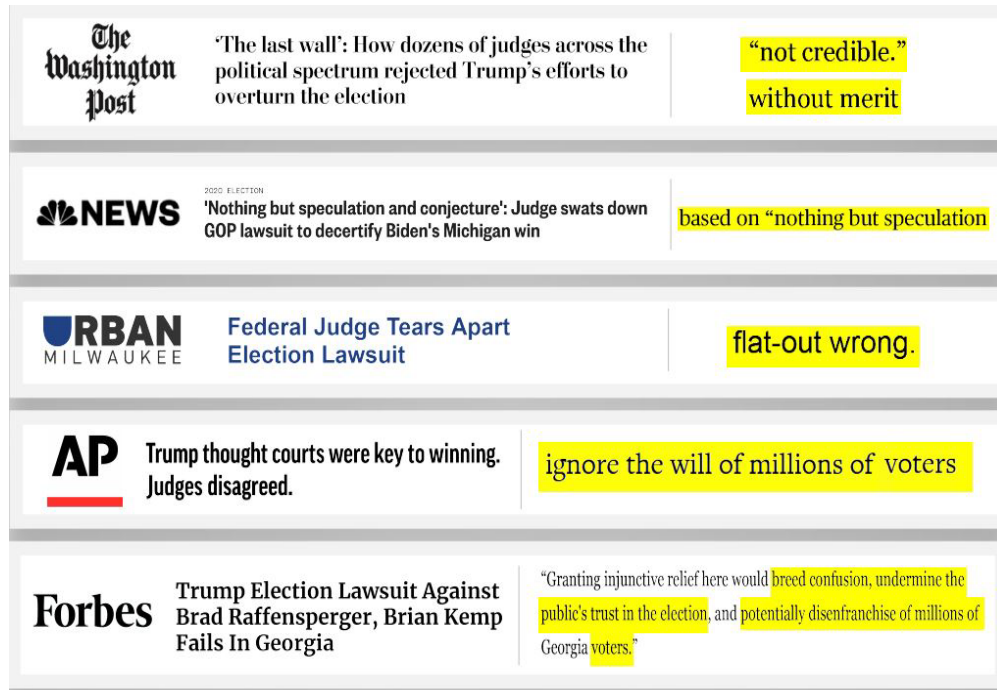 The
Washington
Post
‘The last wall’: How dozens of judges across the
political spectrum rejected Trump’s efforts to
overturn the election
“not credible.”
without merit
NEWS
2020 ELECTION
'Nothing but speculation and conjecture': Judge swats down
GOP lawsuit to decertify Biden's Michigan win
based on “nothing but speculation
URBAN
MILWAUKEE
Federal Judge Tears Apart
Election Lawsuit
flat-out wrong.
AP
Trump thought courts were key to winning.
Judges disagreed.
ignore the will of millions of voters
Forbes
Trump Election Lawsuit Against
Brad Raffensperger, Brian Kemp
Fails In Georgia
“Granting injunctive relief here would breed confusion, undermine the
public's trust in the election, and potentially disenfranchise of millions of
Georgia voters.”